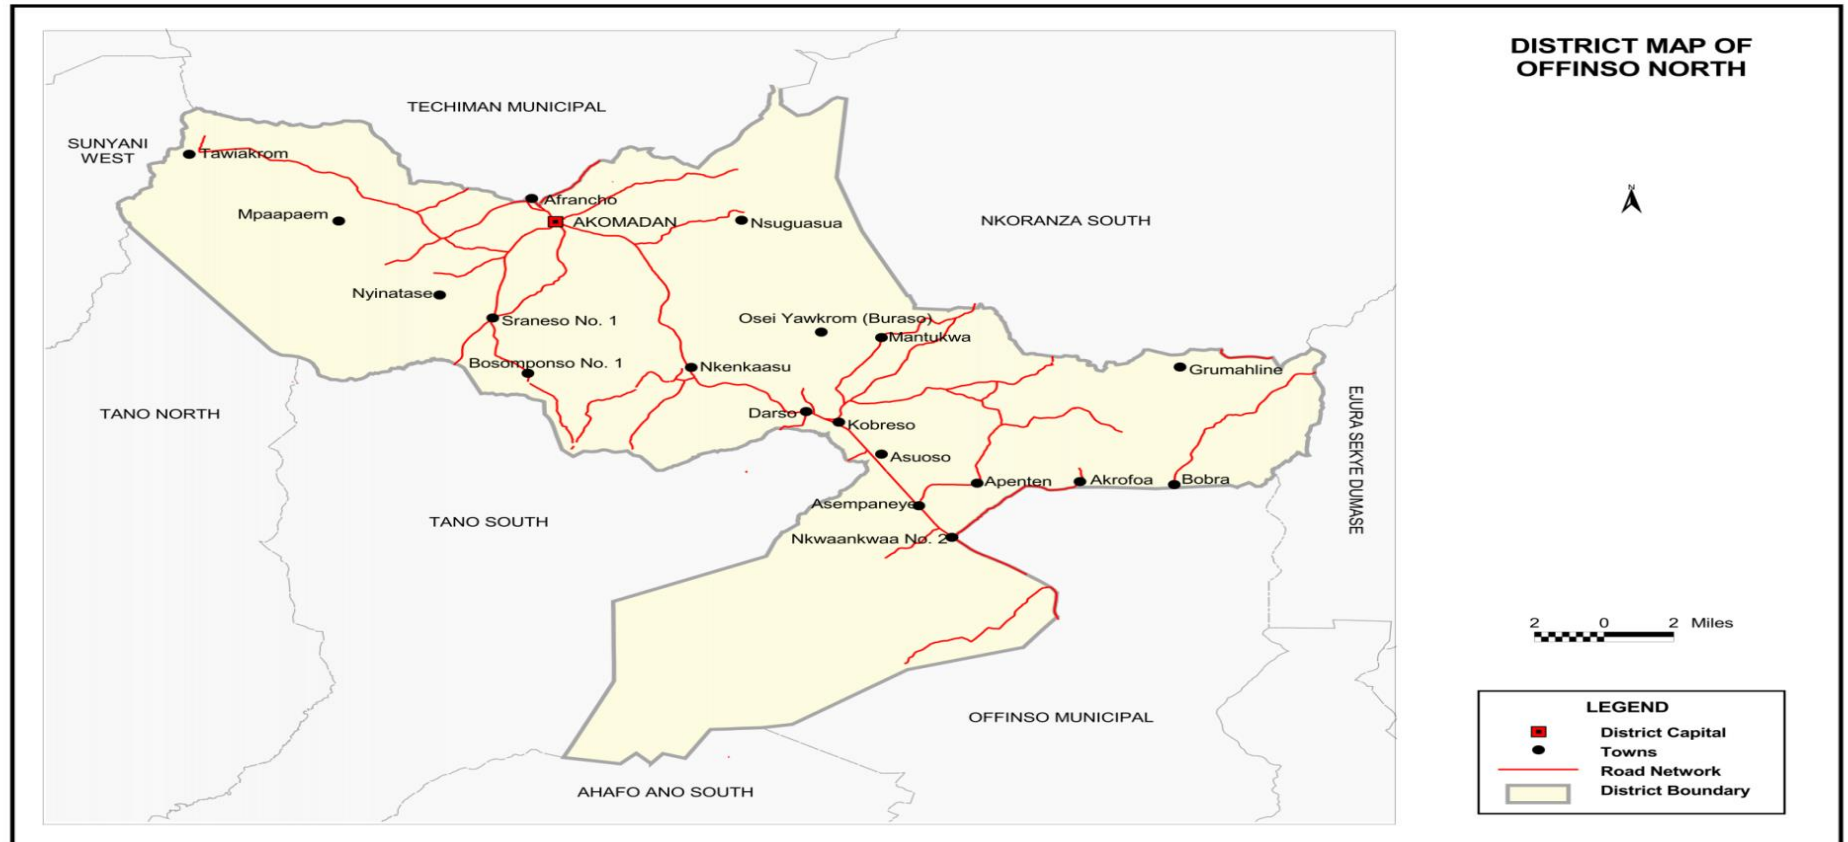 DISTRICT MAP OF
OFFINSO NORTH
TECHIMAN MUNICIPAL
SUNYANI
WEST
Tawiakrom
Afrancho
Mpaapaem
AKOMADAN
Nsuguasua
NKORANZA SOUTH
N
Nyinatase
Sraneso No. 1
Osei Yawkrom (Buraso)
Mantukwa
Bosomponso No. 1
Nkenkaasu
Grumahline
TANO NORTH
Darso
Kobreso
EJURA SEKYE DUMASE
Asuoso
Apenten
Akrofoa
Bobra
Asempaneye
TANO SOUTH
Nkwaankwaa No. 2
2 0 2 Miles
OFFINSO MUNICIPAL
AHAFO ANO SOUTH
LEGEND
District Capital
Towns
Road Network
District Boundary